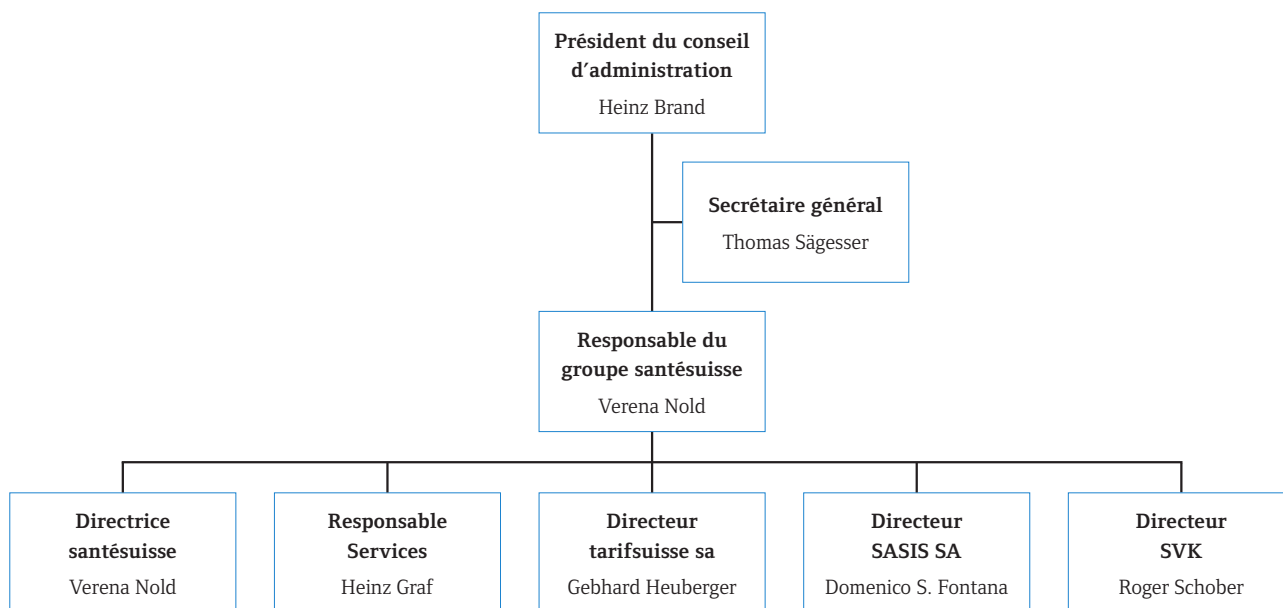 Président du conseil
d'administration
Heinz Brand
Secrétaire général
Thomas Sägesser
Responsable du
groupe santésuisse
Verena Nold
Directrice
santésuisse
Verena Nold
Responsable
Services
Heinz Graf
Directeur
tarifsuisse sa
Gebhard Heuberger
Directeur
SASIS SA
Domenico S. Fontana
Directeur
SVK
Roger Schober